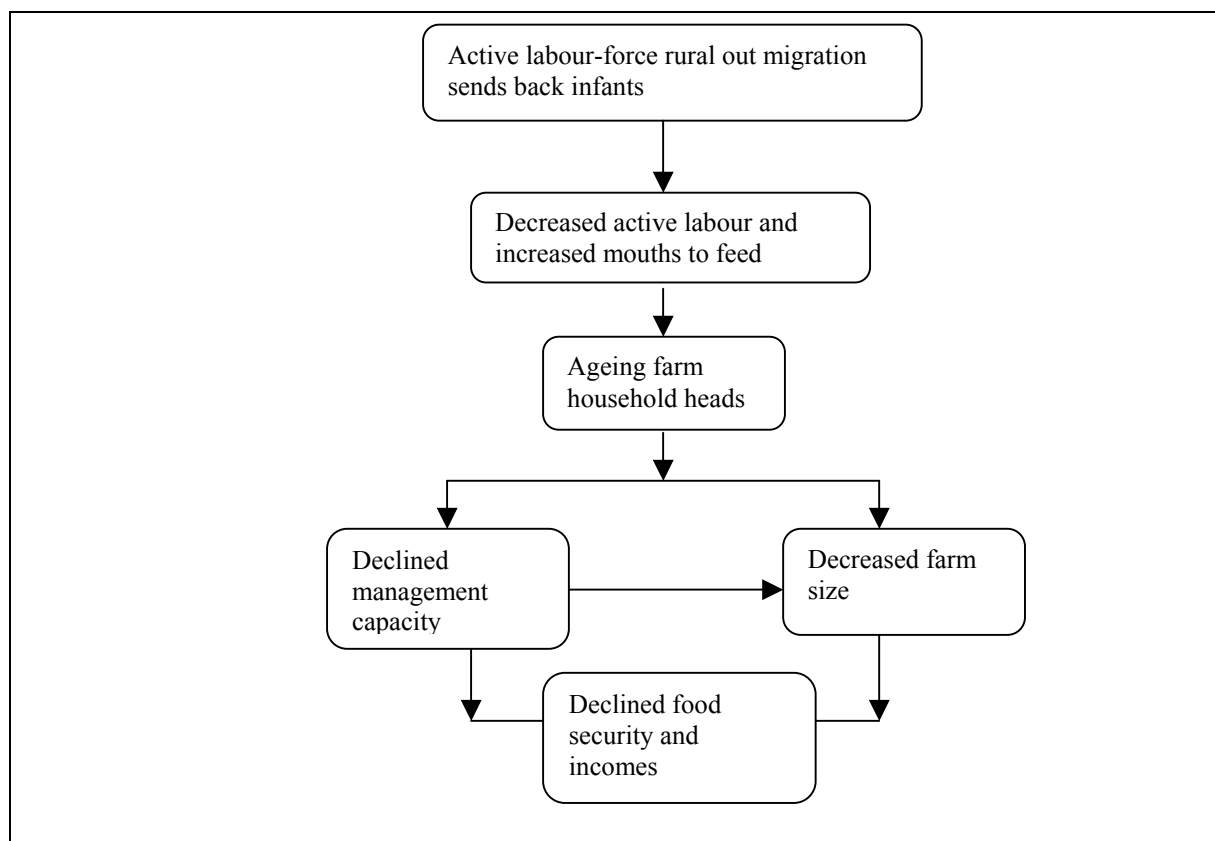 Active labour-force rural out migration
sends back infants
Decreased active labour and
increased mouths to feed
Ageing farm
household heads
Declined
management
capacity
Decreased farm
size
Declined food
security and
incomes